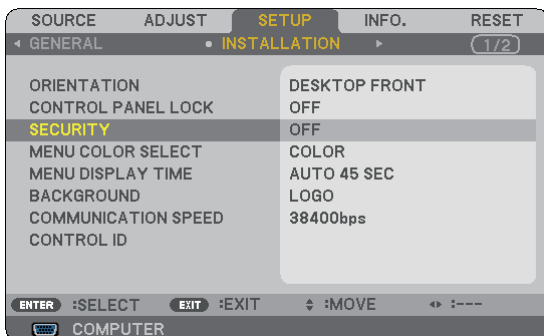 SOURCE ADJUST SETUP INFO. RESET
GENERAL INSTALLATION 1/2
ORIENTATION DESKTOP FRONT
CONTROL PANEL LOCK OFF
SECURITY OFF
MENU COLOR SELECT COLOR
MENU DISPLAY TIME AUTO 45 SEC
BACKGROUND LOGO
COMMUNICATION SPEED 38400bps
CONTROL ID
ENTER :SELECT EXIT :EXIT :MOVE :---
COMPUTER